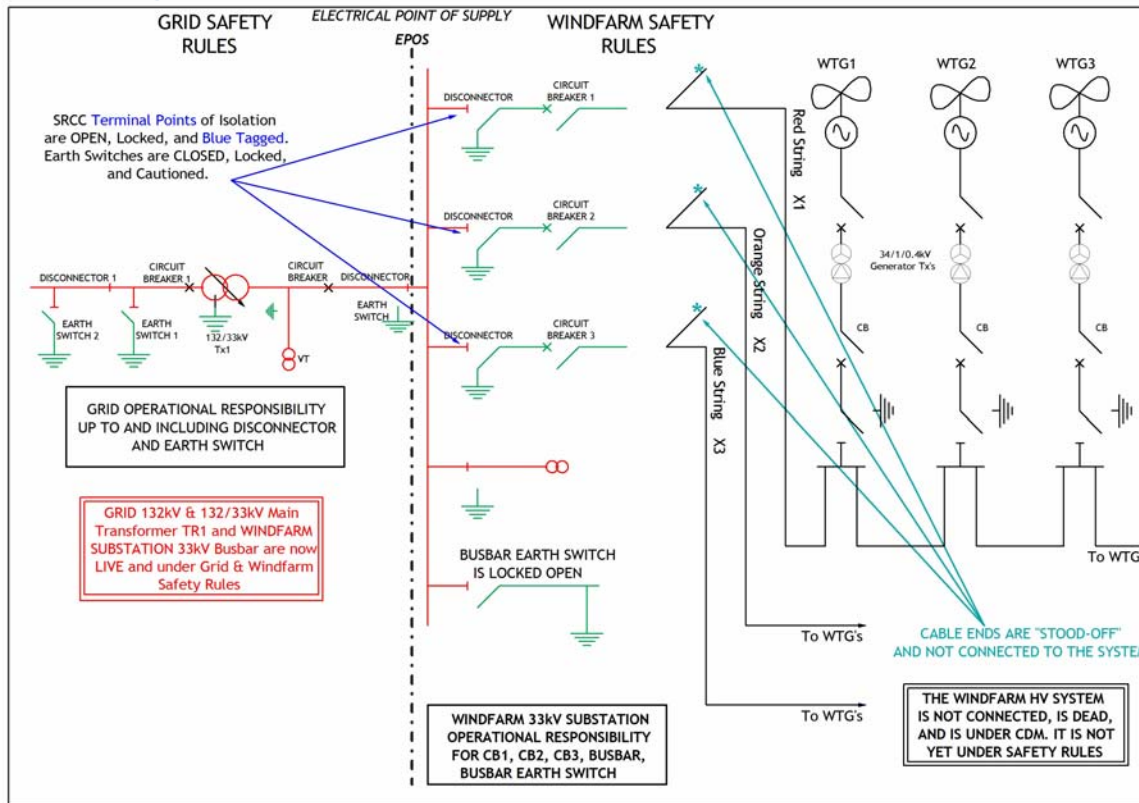 GRID SAFETY
RULES
ELECTRICAL POINT OF SUPPLY
EPOS
WINDFARM SAFETY
RULES
SRCC Terminal Points of Isolation
are OPEN, Locked, and Blue Tagged.
Earth Switches are CLOSED, Locked,
and Cautioned.
DISCONNECTOR
CIRCUIT
BREAKER 1
DISCONNECTOR
CIRCUIT
BREAKER 2
DISCONNECTOR
CIRCUIT
BREAKER 3
*
*
*
Red String X1
Orange String X2
Blue String X3
WTG1
WTG2
WTG3
34/1/0.4kV
Generator Tx's
CB
CB
CB
DISCONNECTOR 1
CIRCUIT
BREAKER 1
CIRCUIT
BREAKER
DISCONNECTOR
EARTH
SWITCH 2
EARTH
SWITCH 1
132/33kV
Tx1
VT
EARTH
SWITCH
GRID OPERATIONAL RESPONSIBILITY
UP TO AND INCLUDING DISCONNECTOR
AND EARTH SWITCH
GRID 132kV & 132/33kV Main
Transformer TR1 and WINDFARM
SUBSTATION 33kV Busbar are now
LIVE and under Grid & Windfarm
Safety Rules
BUSBAR EARTH SWITCH
IS LOCKED OPEN
WINDFARM 33kV SUBSTATION
OPERATIONAL RESPONSIBILITY
FOR CB1, CB2, CB3, BUSBAR,
BUSBAR EARTH SWITCH
To WTG
To WTG's
To WTG's
CABLE ENDS ARE "STOOD-OFF"
AND NOT CONNECTED TO THE SYSTEM
THE WINDFARM HV SYSTEM
IS NOT CONNECTED, IS DEAD,
AND IS UNDER CDM. IT IS NOT
YET UNDER SAFETY RULES